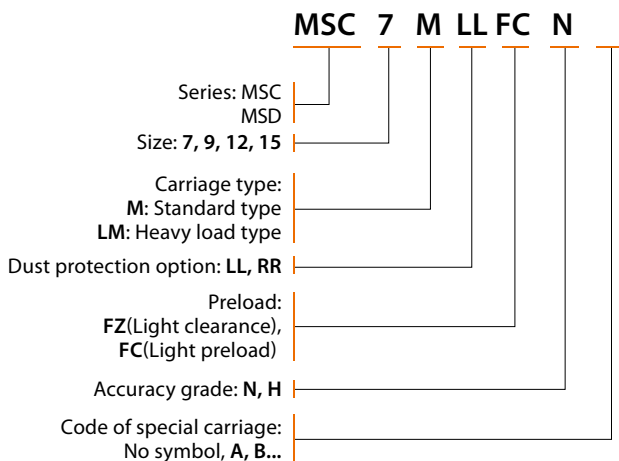 MSC 7 M LL FC N
Series: MSC
MSD
Size: 7, 9, 12, 15
Carriage type:
M: Standard type
LM: Heavy load type
Dust protection option: LL, RR
Preload:
FZ(Light clearance),
FC(Light preload)
Accuracy grade: N, H
Code of special carriage:
No symbol, A, B...